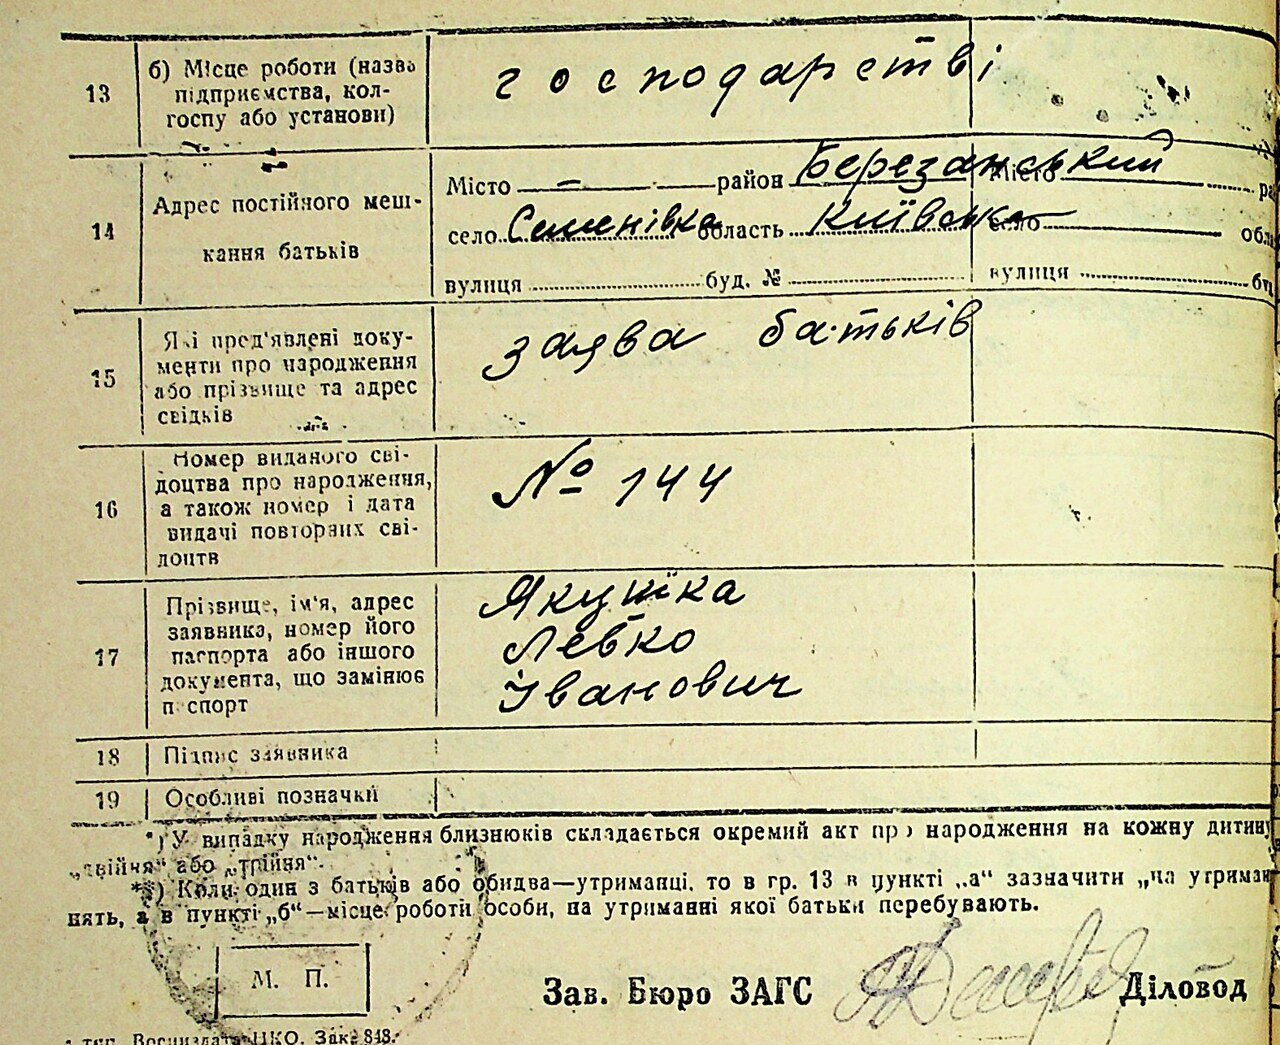 13 б) Місце роботи (назва
підприємства, кол-
госпу або установи)
господарстві
14 Адрес постійного меш-
кання батьків
Місто — район Березанський Місто
село Семенівка область Київська село обл
вулиця буд. № вулиця бу
15 Які пред'явлені доку-
менти про народження
або прізвище та адрес
свідків
заява батьків
16 Номер виданого сві-
доцтва про народження,
а також номер і дата
видачі повторних сві-
доцтв
№ 144
17 Прізвище, ім'я, адрес
заявника, номер його
паспорта або іншого
документа, що замінює
паспорт
Левко
Іванович
18 Підпис заявника
19 Особливі позначки
*) У випадку народження близнюків складається окремий акт про народження на кожну дитину
„двійня“ або „трійня“.
**) Коли один з батьків або обидва—утриманці, то в гр. 13 в пункті „а“ зазначити „на утриман
нять, а в пункті „б“—місце роботи особи, на утриманні якої батьки перебувають.
М. П.
Зав. Бюро ЗАГС Діловод
НКО. Зак. 848.